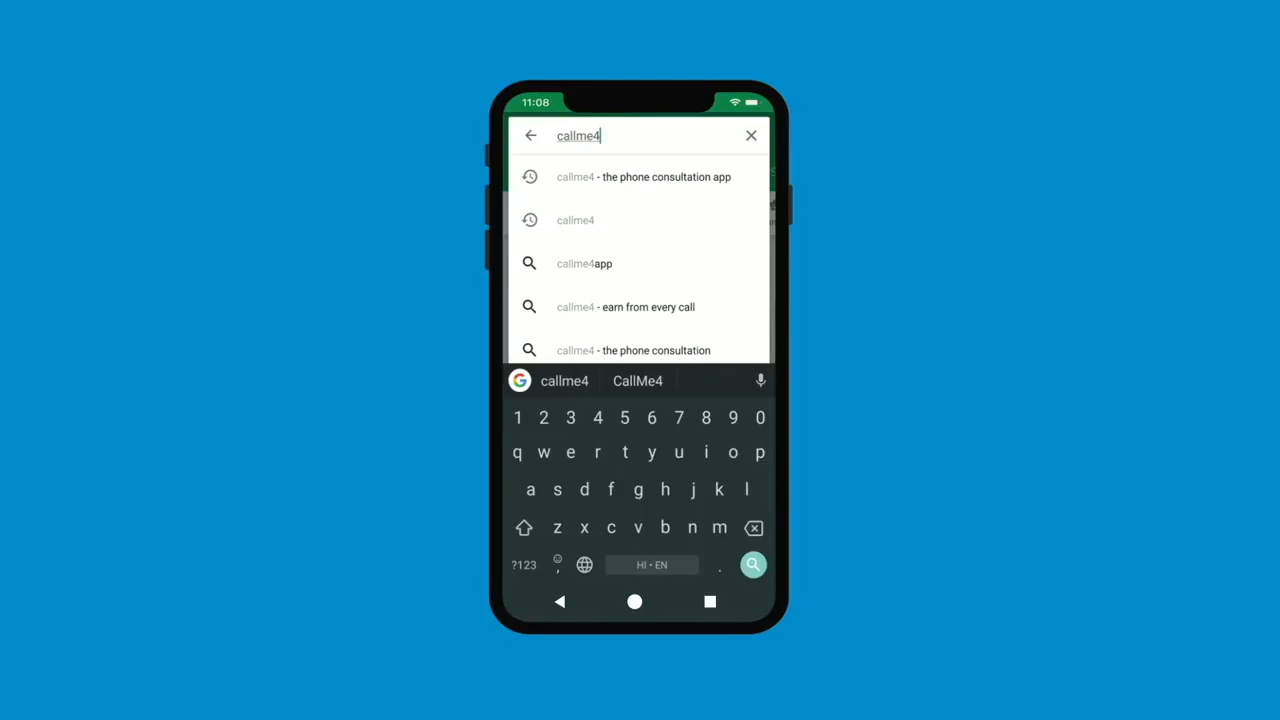 11:08
callme4
callme4 - the phone consultation app
callme4
callme4app
callme4 - earn from every call
callme4 - the phone consultation
G callme4 CallMe4
1 2 3 4 5 6 7 8 9 0
q w e r t y u i o p
a s d f g h j k l
z x c v b n m
?123 , HI • EN .